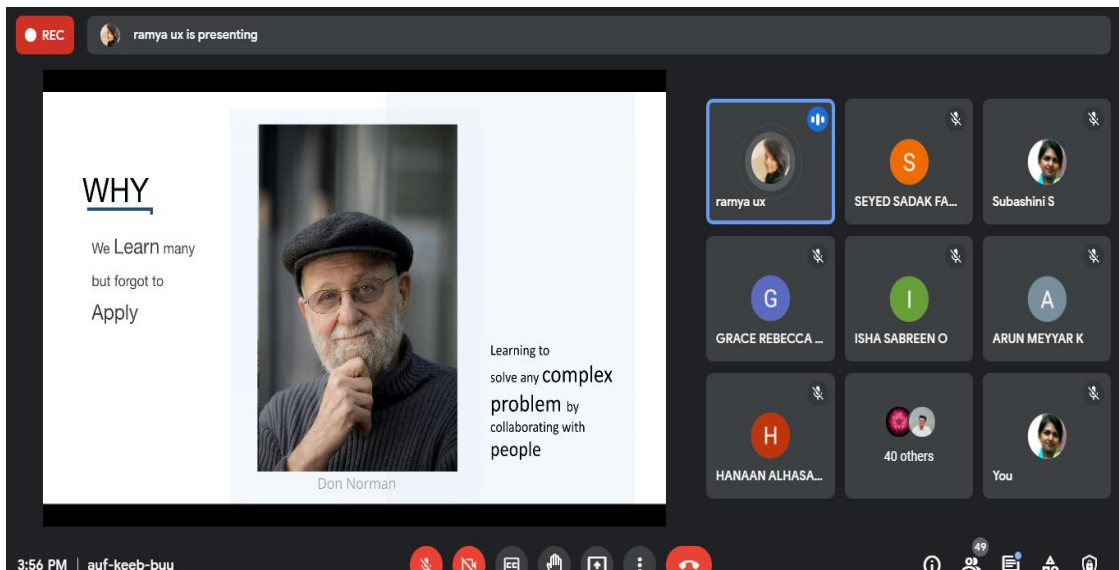 REC
ramya ux is presenting
WHY
We Learn many
but forgot to
Apply
Learning to
solve any complex
problem by
collaborating with
people
Don Norman
ramya ux
S
SEYED SADAK FA...
Subashini S
G
GRACE REBECCA ...
I
ISHA SABREEN O
A
ARUN MEYYAR K
H
HANAAN ALHASA...
40 others
You
3:56 PM | auf-keeb-buu
CC
49